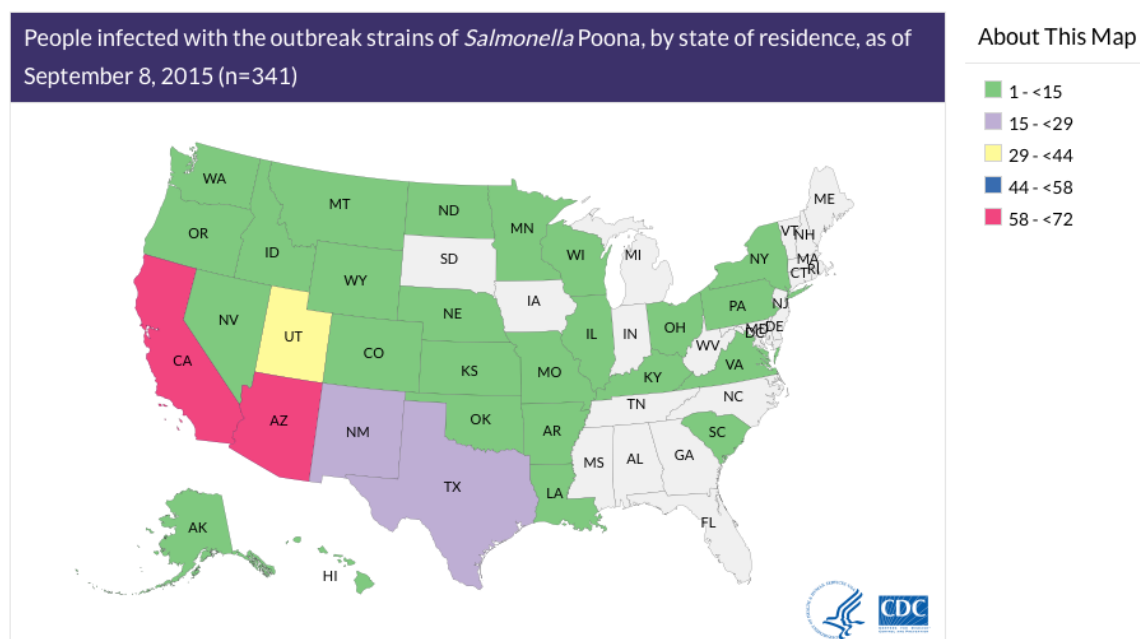 People infected with the outbreak strains of Salmonella Poona, by state of residence, as of
September 8, 2015 (n=341)
About This Map
1 - <15
15 - <29
29 - <44
44 - <58
58 - <72
WA
MT
ND
MN
ME
OR
ID
WY
SD
WI
MI
VT
NH
NY
MA
CT
RI
NV
UT
CO
NE
IA
IL
IN
OH
PA
NJ
MD
DE
DC
WV
VA
CA
AZ
NM
KS
MO
KY
OK
AR
TN
NC
SC
TX
LA
MS
AL
GA
FL
AK
HI
CDC